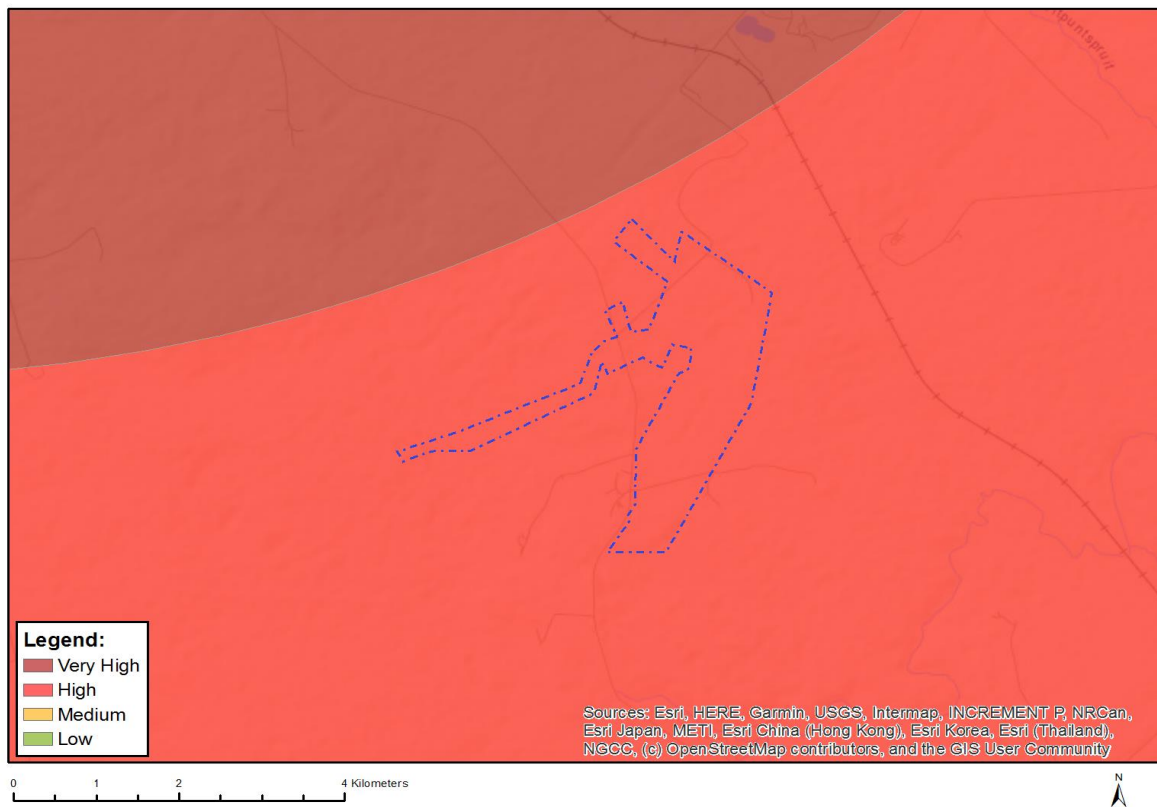 Legend:
Very High
High
Medium
Low
Sources: Esri, HERE, Garmin, USGS, Intermap, INCREMENT P, NRCan,
Esri Japan, METI, Esri China (Hong Kong), Esri Korea, Esri (Thailand),
NGCC, (c) OpenStreetMap contributors, and the GIS User Community
0 1 2 4 Kilometers
N